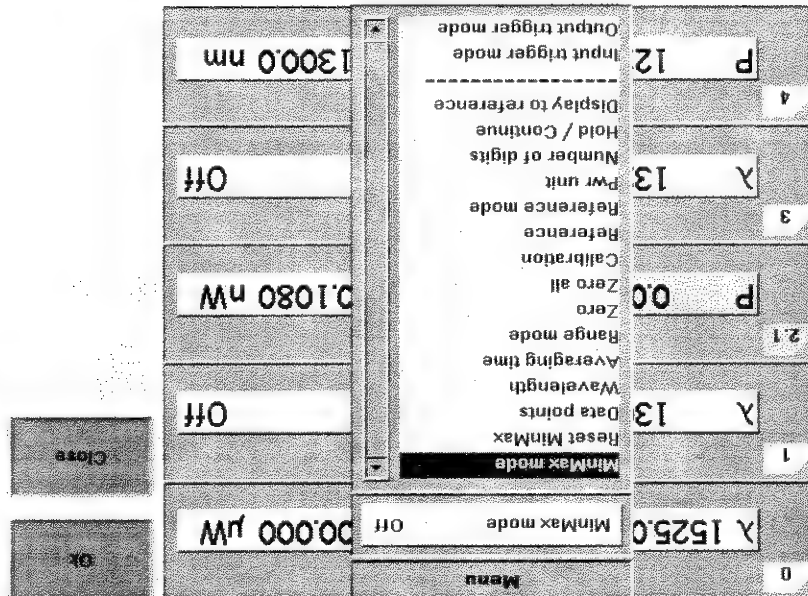 Menu
0
λ 1525.0
MinMax mode Off
00.000 µW
Ok
MinMax mode
Reset MinMax
Data points
Wavelength
Averaging time
Range mode
Zero
Zero all
Calibration
Reference
Reference mode
Pwr unit
Number of digits
Hold / Continue
Display to reference
Input trigger mode
Output trigger mode
1
λ 13
Off
Close
2.1
P 0.0
0.1080 nW
3
λ 13
Off
4
P 12
1300.0 nm